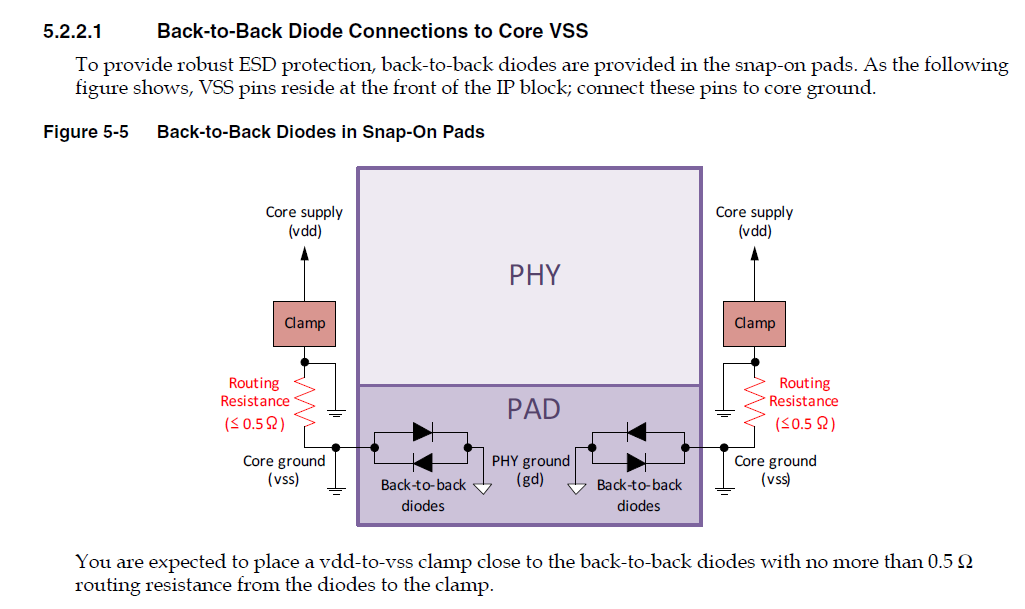 5.2.2.1 Back-to-Back Diode Connections to Core VSS
To provide robust ESD protection, back-to-back diodes are provided in the snap-on pads. As the following
figure shows, VSS pins reside at the front of the IP block; connect these pins to core ground.
Figure 5-5 Back-to-Back Diodes in Snap-On Pads
Core supply
(vdd)
Clamp
Routing
Resistance
(≤ 0.5 Ω)
Core ground
(vss)
PHY
PAD
Back-to-back
diodes
PHY ground
(gd)
Back-to-back
diodes
Core supply
(vdd)
Clamp
Routing
Resistance
(≤0.5 Ω)
Core ground
(vss)
You are expected to place a vdd-to-vss clamp close to the back-to-back diodes with no more than 0.5 Ω
routing resistance from the diodes to the clamp.